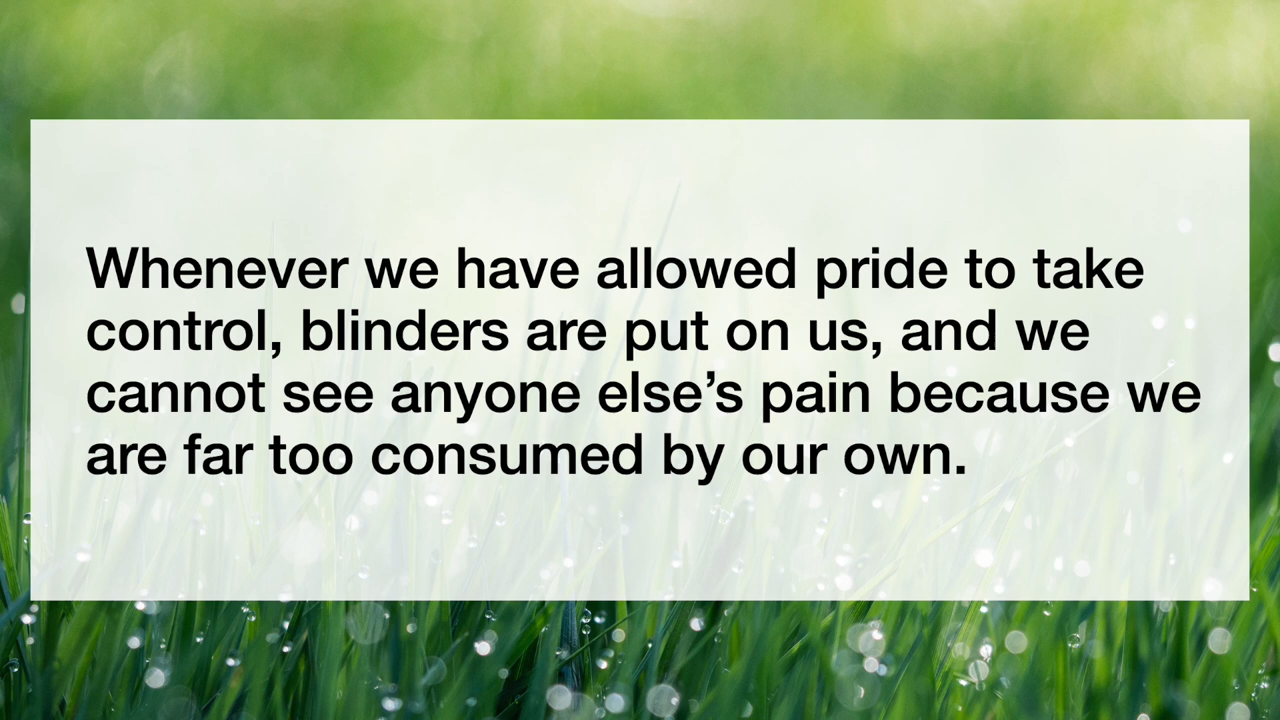 Whenever we have allowed pride to take
control, blinders are put on us, and we
cannot see anyone else’s pain because we
are far too consumed by our own.